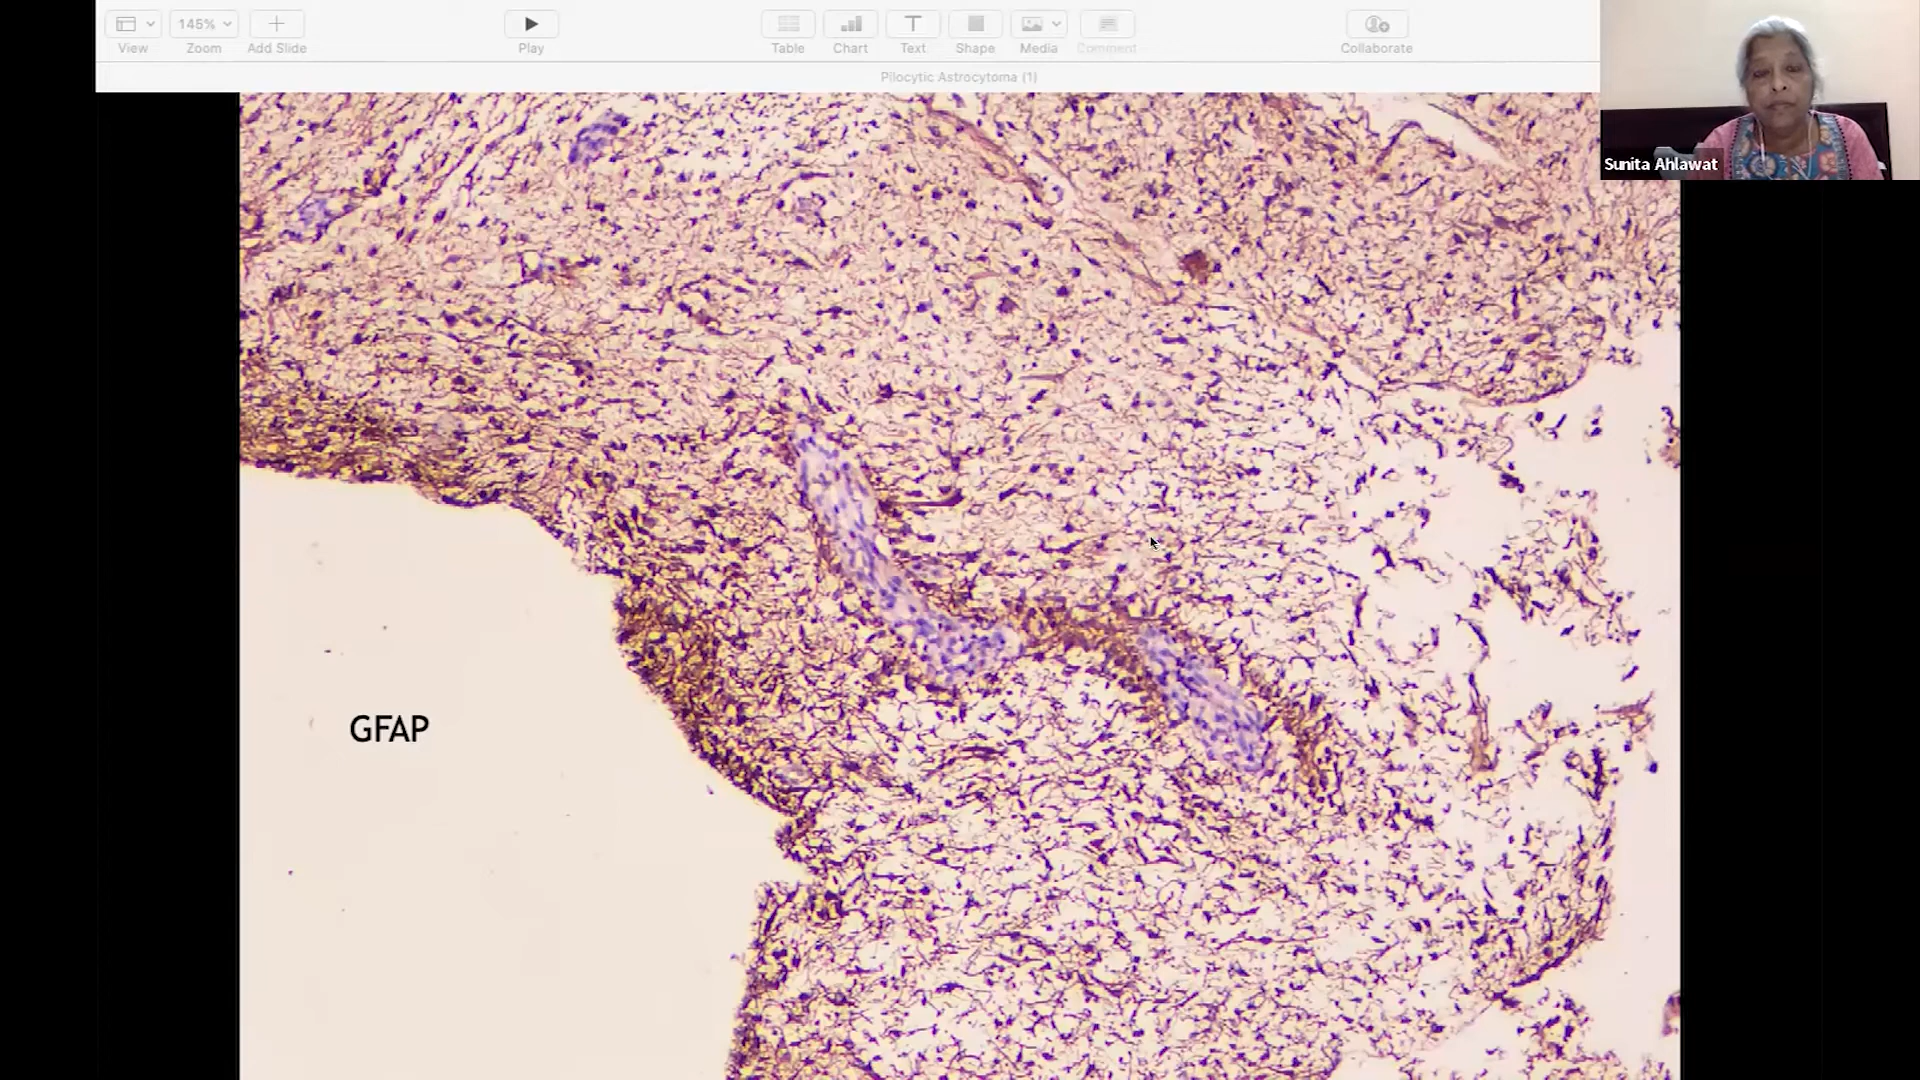 145%
View Zoom Add Slide Play Table Chart Text Shape Media Comment Collaborate
Pilocytic Astrocytoma (1)
Sunita Ahlawat
GFAP